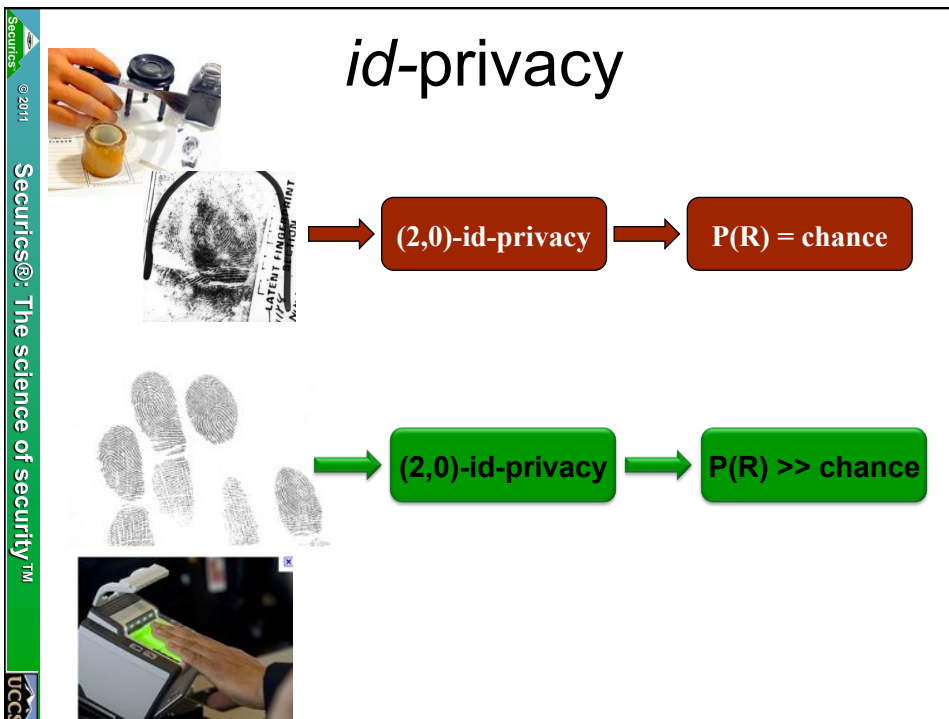 id-privacy
Securics
© 2011
Securics®: The science of security™
UCCS
LATENT FINGERPRINT
SECTION
(2,0)-id-privacy
P(R) = chance
(2,0)-id-privacy
P(R) >> chance